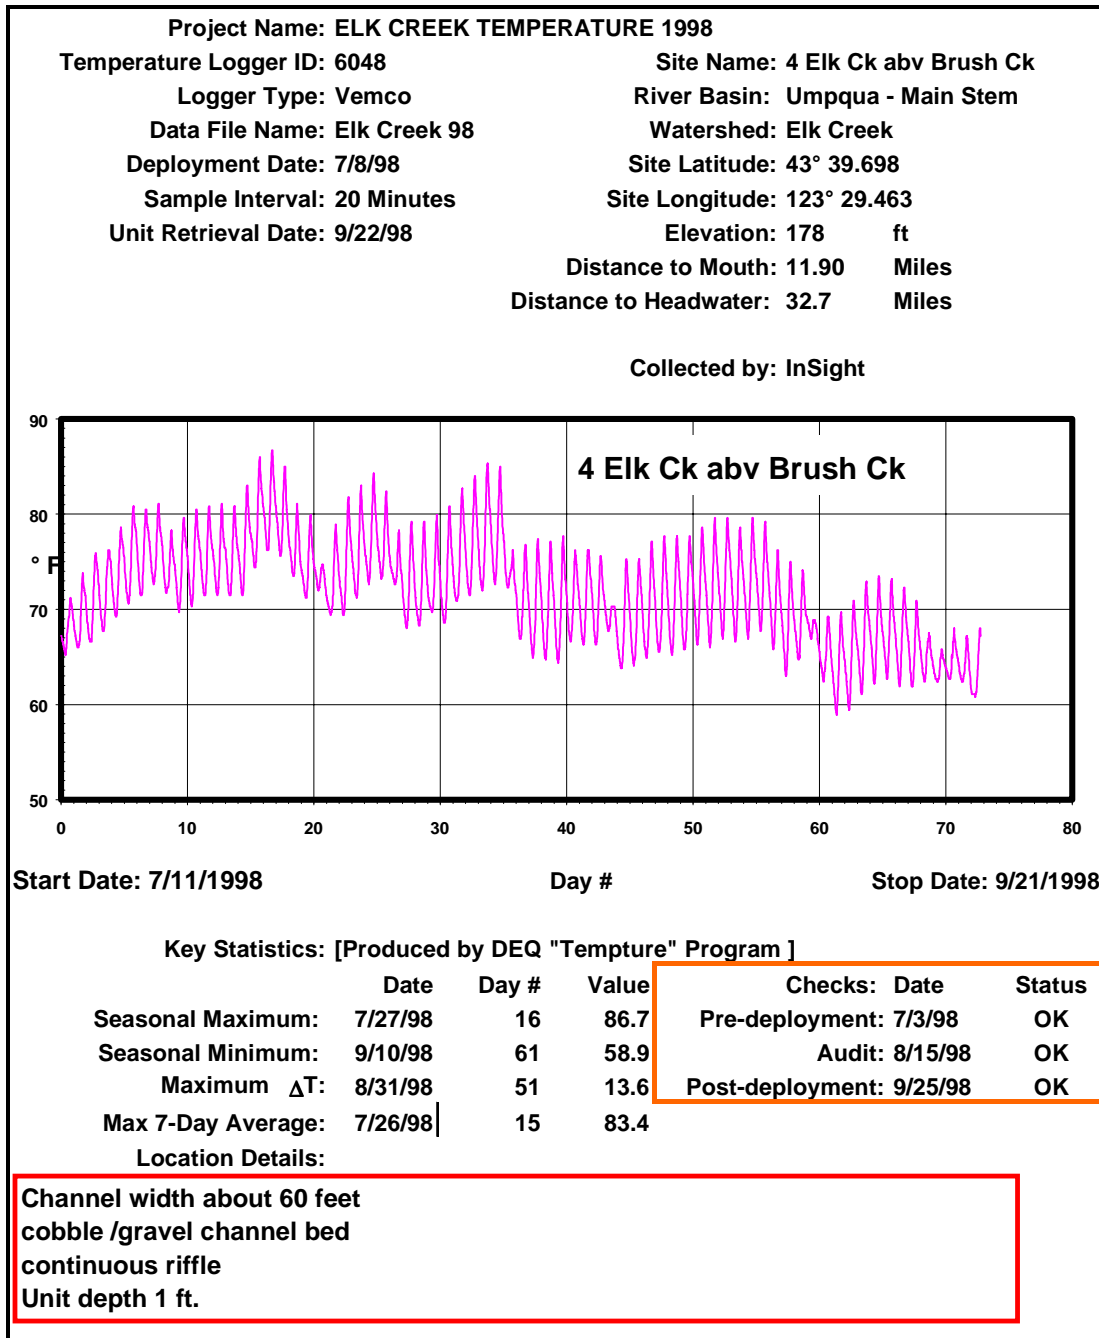 Project Name: ELK CREEK TEMPERATURE 1998
Temperature Logger ID: 6048 Site Name: 4 Elk Ck abv Brush Ck
Logger Type: Vemco River Basin: Umpqua - Main Stem
Data File Name: Elk Creek 98 Watershed: Elk Creek
Deployment Date: 7/8/98 Site Latitude: 43° 39.698
Sample Interval: 20 Minutes Site Longitude: 123° 29.463
Unit Retrieval Date: 9/22/98 Elevation: 178 ft
Distance to Mouth: 11.90 Miles
Distance to Headwater: 32.7 Miles
Collected by: InSight
90
4 Elk Ck abv Brush Ck
80
° F
70
60
50
0 10 20 30 40 50 60 70 80
Start Date: 7/11/1998 Day # Stop Date: 9/21/1998
Key Statistics: [Produced by DEQ "Tempture" Program ]
Date Day # Value Checks: Date Status
Seasonal Maximum: 7/27/98 16 86.7 Pre-deployment: 7/3/98 OK
Seasonal Minimum: 9/10/98 61 58.9 Audit: 8/15/98 OK
Maximum ΔT: 8/31/98 51 13.6 Post-deployment: 9/25/98 OK
Max 7-Day Average: 7/26/98 15 83.4
Location Details:
Channel width about 60 feet
cobble /gravel channel bed
continuous riffle
Unit depth 1 ft.